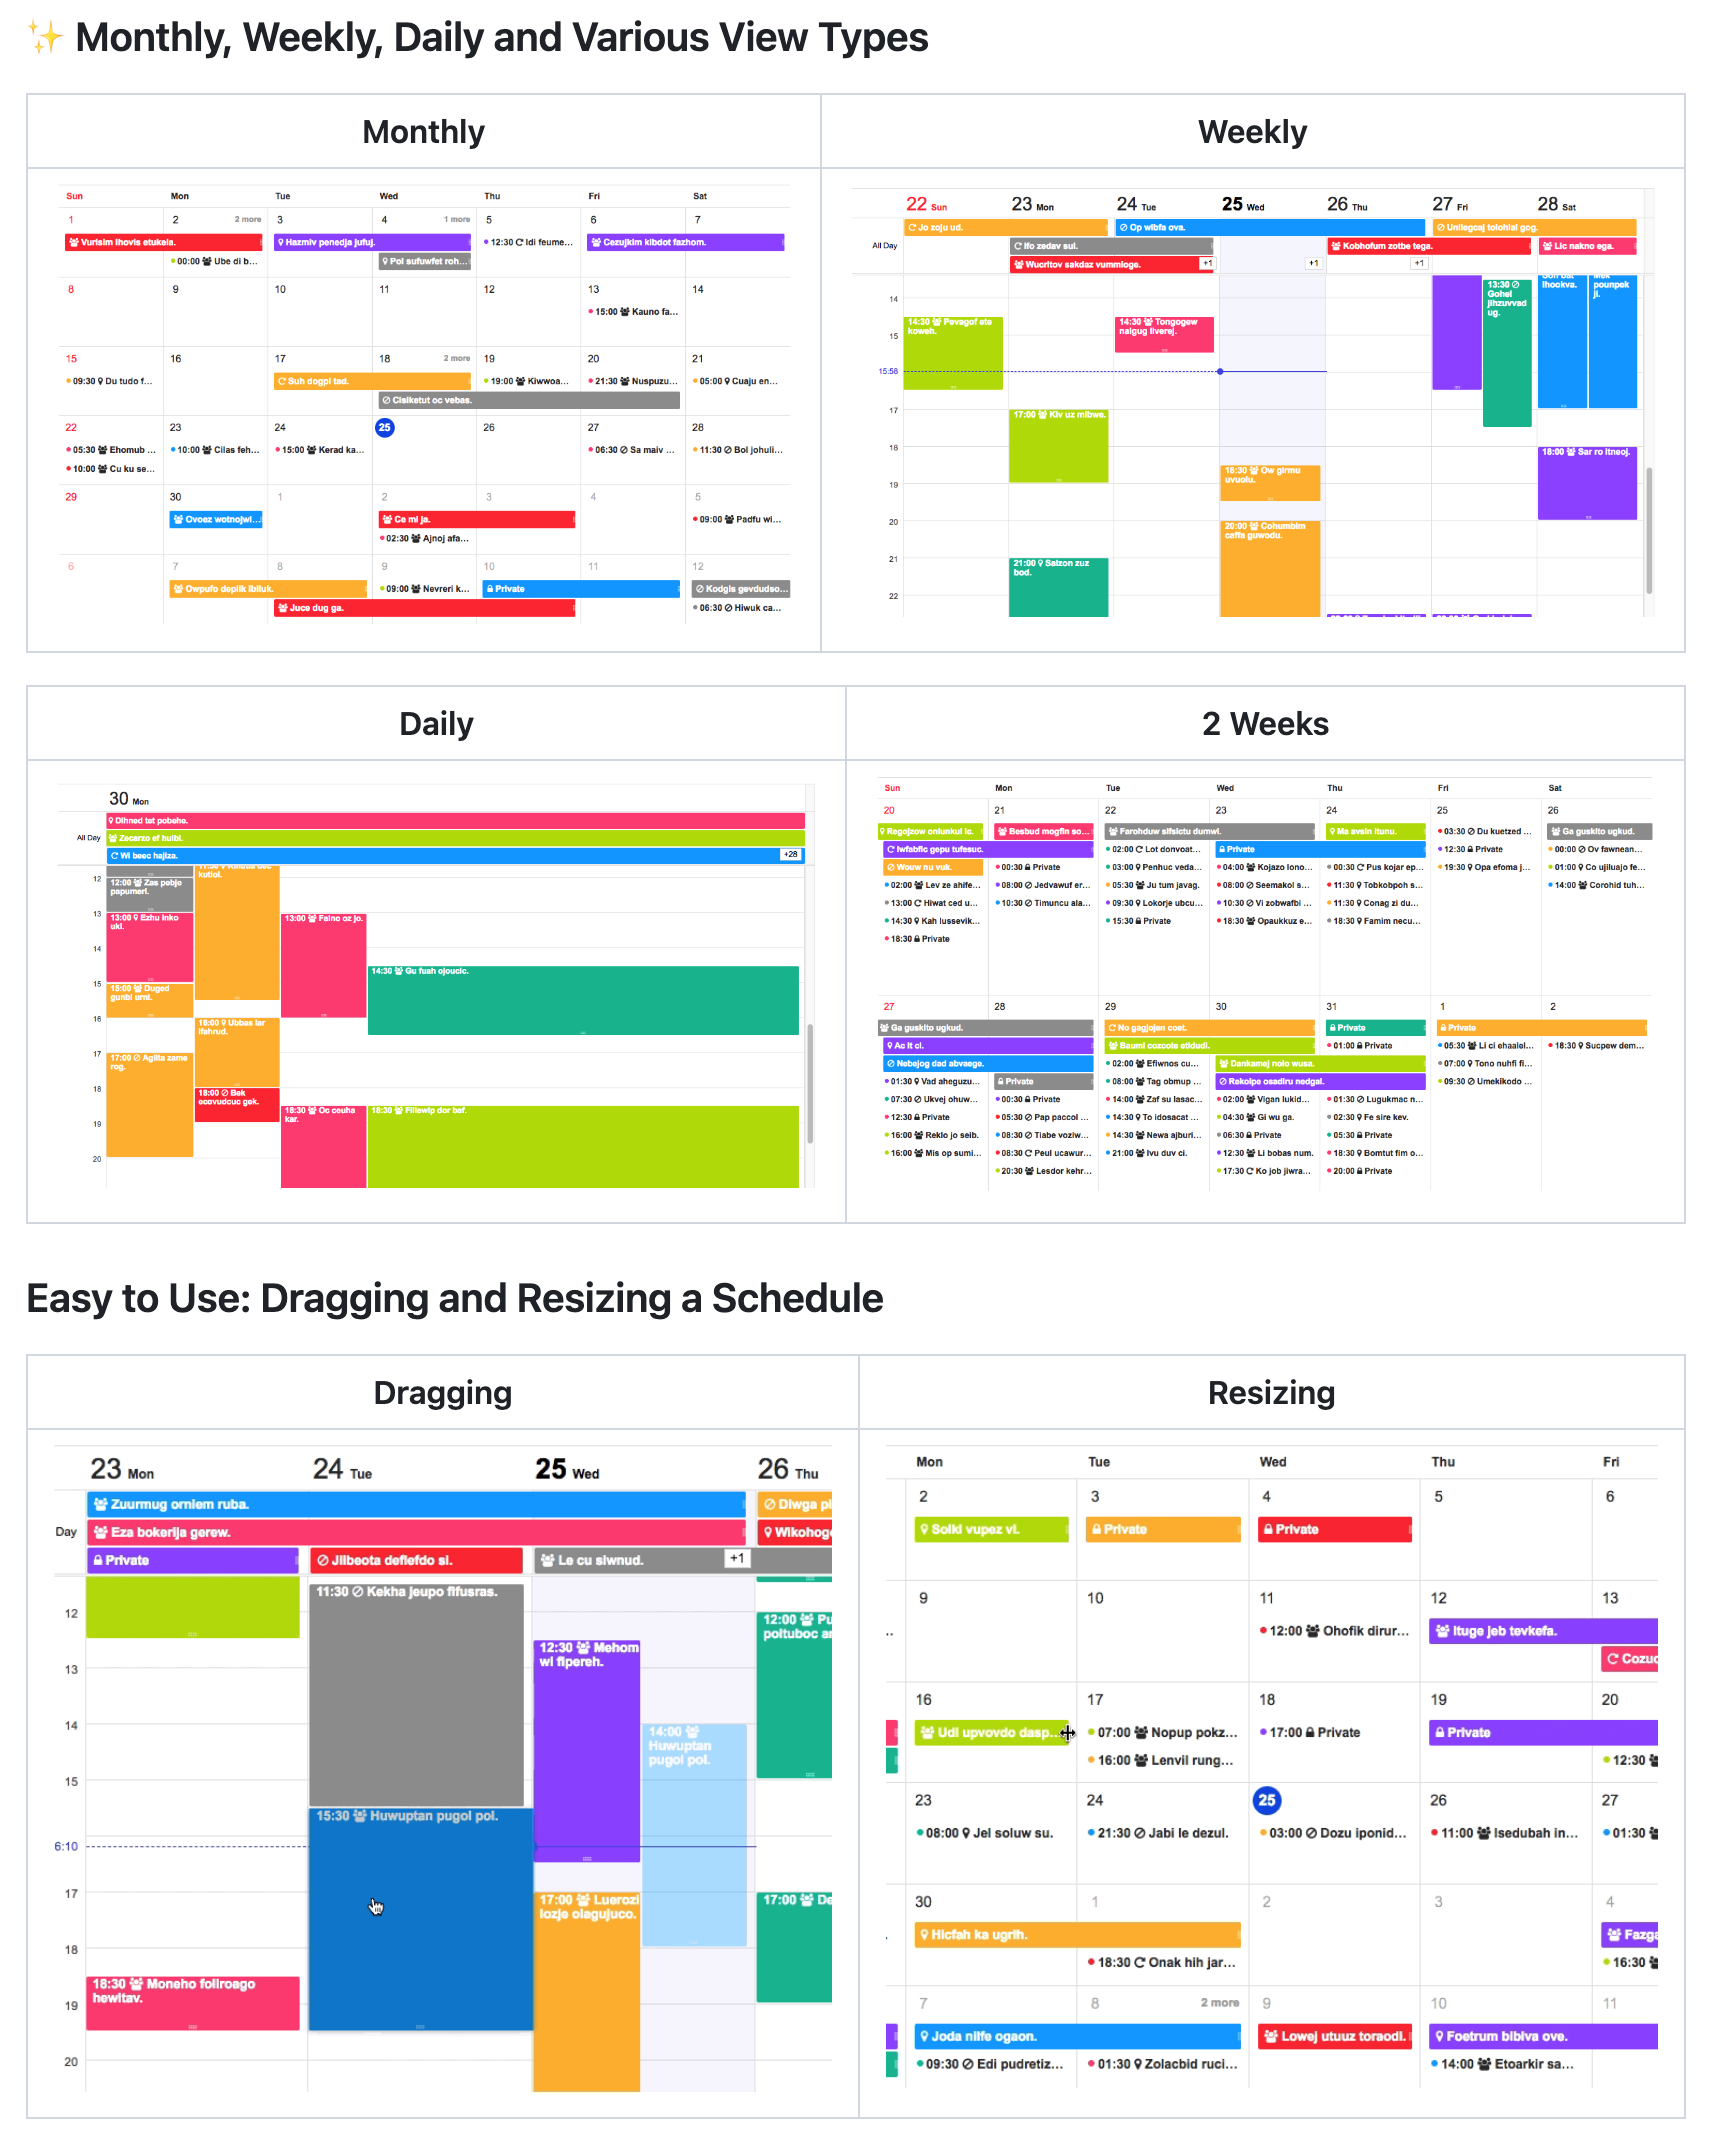 ✨ Monthly, Weekly, Daily and Various View Types
Monthly
Sun Mon Tue Wed Thu Fri Sat
1 2 2 more 3 4 1 more 5 6 7
Vurisim ihovis etukela. Hazmiv penedja jufuj. 12:30 Idi feume... Cezujkim kibdot fazhom.
00:00 Ube di b... Pol sufuwfet roh...
8 9 10 11 12 13 14
15:00 Kauno fa...
15 16 17 18 2 more 19 20 21
09:30 Du tudo f... Suh dogpi tad. 19:00 Kiwwoa... 21:30 Nuspuzu... 05:00 Cuaju en...
Cisiketut oc vebas.
22 23 24 25 26 27 28
05:30 Ehomub ... 10:00 Cilas feh... 15:00 Kerad ka... 06:30 Sa maiv ... 11:30 Bol johuli...
10:00 Cu ku se...
29 30 1 2 3 4 5
Ovoez wotnojwi... Ce mi ja. 09:00 Padfu wi...
02:30 Ajnoj afa...
6 7 8 9 10 11 12
Owpufo depiik ibiluk. 09:00 Nevreri k... Private Kodgis gevdudso...
Juce dug ga. 06:30 Hiwuk ca...
Weekly
22 Sun 23 Mon 24 Tue 25 Wed 26 Thu 27 Fri 28 Sat
Jo zoju ud. Op wibfa ova. Unilegcaj tolohial gog.
All Day Ifo zedav sul. Kobhofum zotbe tega. Lic nakno ega.
Wucritov sakdaz vummioge. +1 +1 +1
13:30 Gohel jihzuvvad ug.
ihookva.
pounpek ji.
14
14:30 Pevagof ete koweh.
14:30 Tongogew nalgug liverej.
15
15:58
17
17:00 Kiv uz mibwe.
18
18:00 Sar ro itneoj.
18:30 Ow girmu uvuolu.
19
20
20:00 Cohumbim caffa guwodu.
21
21:00 Saizon zuz bod.
22
Daily
30 Mon
Dihned tet pobeho.
All Day Zecarzo ef huibi.
Wi beec hajiza. +28
kutiol.
12
12:00 Zas pebje papumeri.
13
13:00 Ezhu inko uki.
13:00 Falno oz jo.
14
14:30 Gu fuah ojoucic.
15
15:00 Duged gunbi urni.
16
16:00 Ubbas lar ifahrud.
17
17:00 Agiita zame rog.
18
18:00 Bek ecovudcuc gek.
18:30 Oc ceuha kar.
18:30 Fillewip dor baf.
19
20
2 Weeks
Sun Mon Tue Wed Thu Fri Sat
20 21 22 23 24 25 26
Ragojzow onlunkul ic. Besbud mogfin so... Farohduw sifsictu dumwi. Ma avsin itunu. 03:30 Du kuetzed ... Ga guskito ugkud.
Iwfabfic gepu tufesuc. 02:00 Lot donvoat... Private 12:30 Private 00:00 Ov fawnean...
Wouw nu vuk. 00:30 Private 03:00 Penhuc veda... 04:00 Kojazo lono... 00:30 Pus kojar ep... 19:30 Opa efoma j... 01:00 Co ujiluajo fe...
02:00 Lev ze ahife... 08:00 Jedvawuf er... 05:30 Ju tum javag. 08:00 Seemakol s... 11:30 Tobkobpoh s... 14:00 Corohid tuh...
13:00 Hiwat ced u... 10:30 Timuncu ala... 09:30 Lokorje ubcu... 10:30 Vi zobwafbi ... 11:30 Conag zi du...
14:30 Kah lussevik... 15:30 Private 18:30 Opaukkuz e... 18:30 Famim necu...
18:30 Private
27 28 29 30 31 1 2
Ga guskito ugkud. No gagjojen coet. Private Private
Ac it ci. Baumi cozcote etidudi. 01:00 Private 05:30 Li ci ehaalel... 18:30 Sucpew dem...
Nebejog dad abvaego. 02:00 Efiwnos cu... Dankamej nolo wusa. 07:00 Tono nuhfi fi...
01:30 Vad aheguzu... Private 08:00 Tag obmup ... Rekolpe osadiru nedgal. 09:30 Umekikodo ...
07:30 Ukvej ohuw... 00:30 Private 14:00 Zaf su lasac... 02:00 Vigan lukid... 01:30 Lugukmac n...
12:30 Private 05:30 Pap paccol ... 14:30 To idosacat ... 04:30 Gi wu ga. 02:30 Fe sire kev.
16:00 Reklo jo seib. 08:30 Tiabe voziw... 14:30 Newa ajburi... 06:30 Private 05:30 Private
16:00 Mis op sumi... 08:30 Peul ucawur... 21:00 Ivu duv ci. 12:30 Li bobas num. 18:30 Bomtut fim o...
20:30 Lesdor kehr... 17:30 Ko job jiwra... 20:00 Private
Easy to Use: Dragging and Resizing a Schedule
Dragging
23 Mon 24 Tue 25 Wed 26 Thu
Zuurmug orniem ruba. Diwga pi
Day Eza bokerija gerew. Wikohog
Private Jilbeota deflefdo si. Le cu siwnud. +1
11:30 Kekha jeupo fifusras.
12
12:00 Pu
poltuboc ar
12:30 Mehom
wi fipereh.
13
14
14:00
Huwuptan
pugol pol.
15
15:30 Huwuptan pugol pol.
6:10
17
17:00 Luerozi
lozje olagujuco.
17:00 De
18
18:30 Moneho foliroago
hewitav.
19
20
Resizing
Mon Tue Wed Thu Fri
2 3 4 5 6
Solki vupez vi. Private Private
9 10 11 12 13
.. 12:00 Ohofik dirur... Ituge jeb tevkefa.
Cozuc
16 17 18 19 20
Udi upvovdo dasp... 07:00 Nopup pokz... 17:00 Private Private
16:00 Lenvil rung... 12:30
23 24 25 26 27
08:00 Jel soluw su. 21:30 Jabi le dezul. 03:00 Dozu iponid... 11:00 Isedubah in... 01:30
30 1 2 3 4
Hicfah ka ugrih. Fazga
18:30 Onak hih jar... 16:30
7 8 2 more 9 10 11
Joda nilfe ogaon. Lowej utuuz toraodi. Foetrum bibiva ove.
09:30 Edi pudretiz... 01:30 Zolacbid ruci... 14:00 Etoarkir sa...